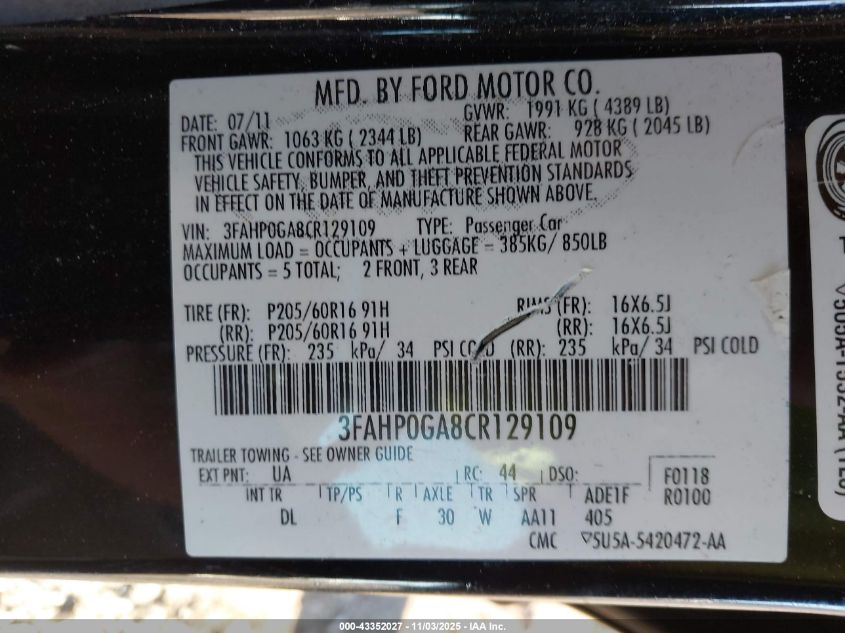 MFD. BY FORD MOTOR CO.
DATE: 07/11 GVWR: 1991 KG ( 4389 LB)
FRONT GAWR: 1063 KG ( 2344 LB) REAR GAWR: 928 KG ( 2045 LB)
THIS VEHICLE CONFORMS TO ALL APPLICABLE FEDERAL MOTOR
VEHICLE SAFETY, BUMPER, AND THEFT PREVENTION STANDARDS
IN EFFECT ON THE DATE OF MANUFACTURE SHOWN ABOVE.
VIN: 3FAHP0GA8CR129109 TYPE: Passenger Car
MAXIMUM LOAD = OCCUPANTS + LUGGAGE = 385KG/ 850LB
OCCUPANTS = 5 TOTAL; 2 FRONT, 3 REAR
TIRE (FR): P205/60R16 91H RIMS (FR): 16X6.5J
(RR): P205/60R16 91H (RR): 16X6.5J
PRESSURE (FR): 235 kPa/ 34 PSI COLD (RR): 235 kPa/ 34 PSI COLD
3FAHP0GA8CR129109
TRAILER TOWING - SEE OWNER GUIDE
EXT PNT: UA RC: 44 DSO: F0118
R0100
INT TR TP/PS R AXLE TR SPR ADE1F
DL F 30 W AA11 405
CMC 5U5A-5420472-AA
000-43352027 - 11/03/2025 - IAA Inc.